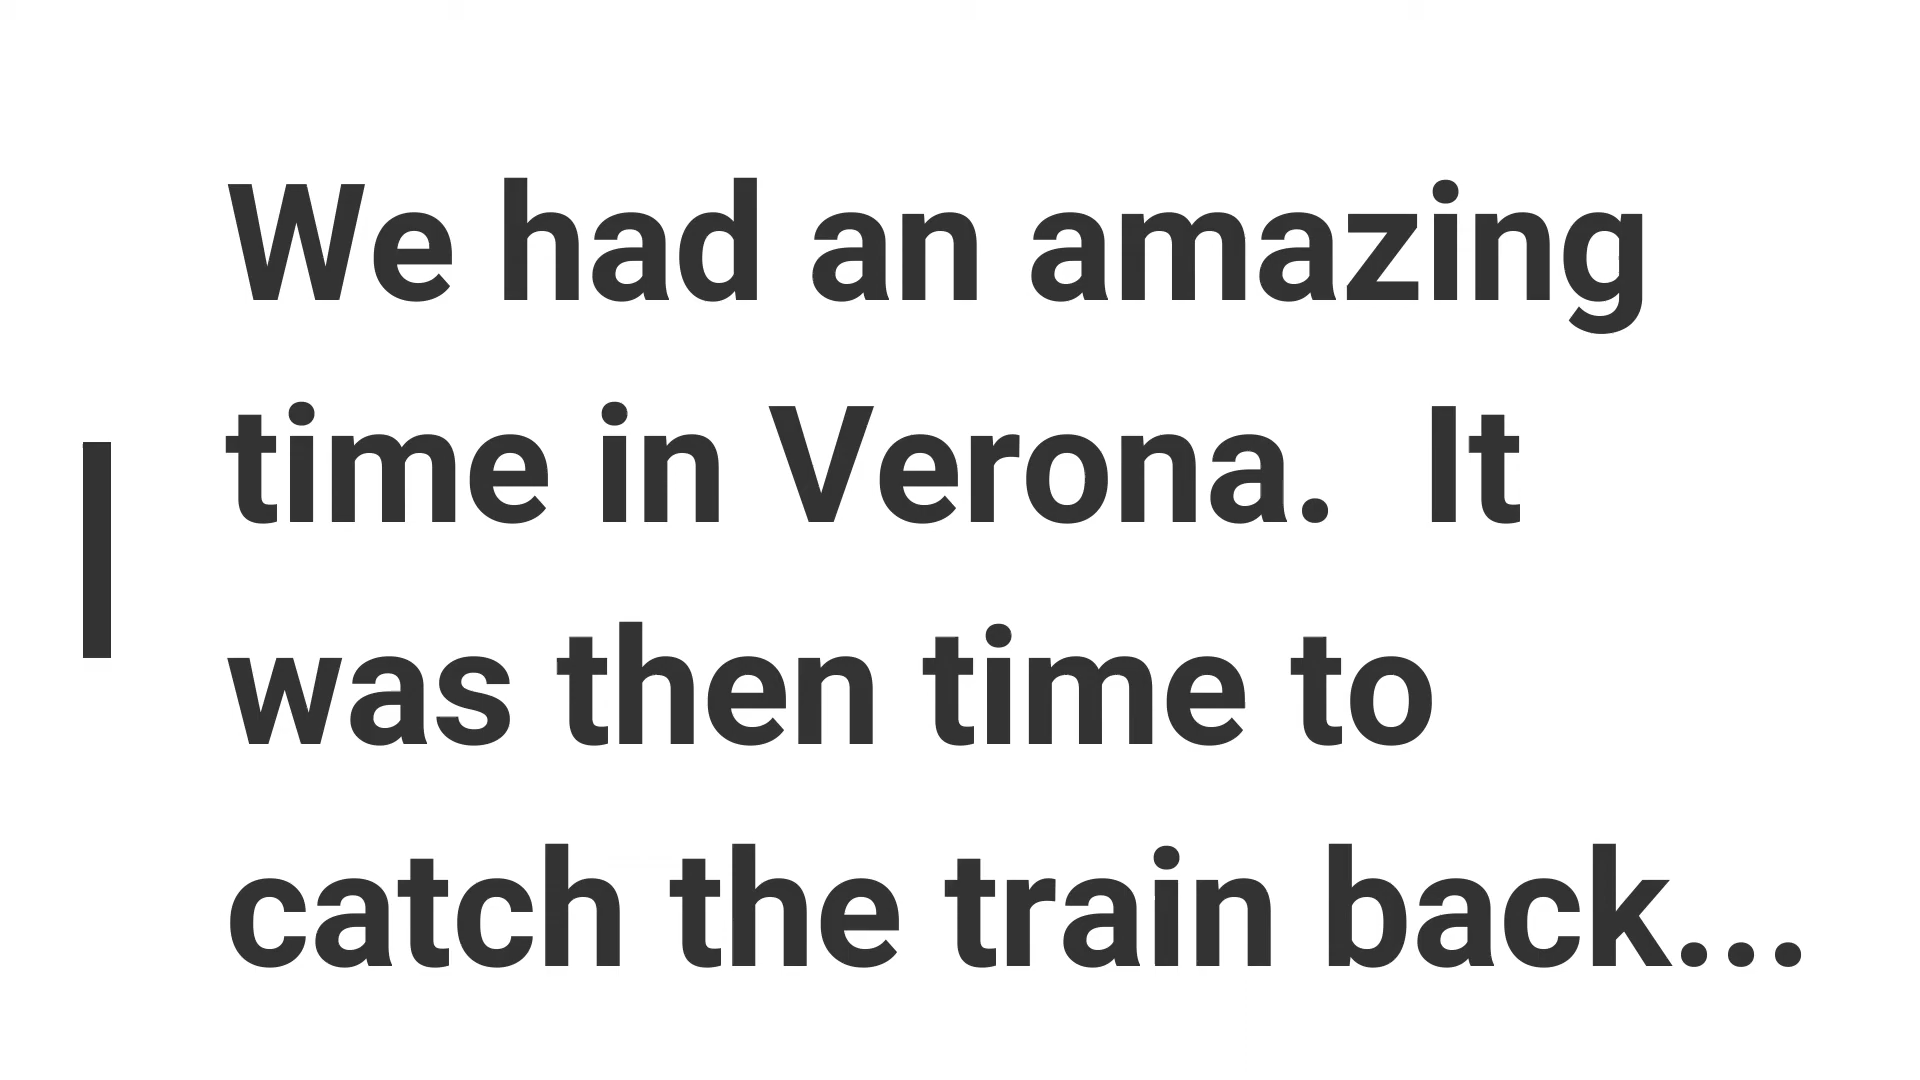 We had an amazing
time in Verona.  It
was then time to
catch the train back...